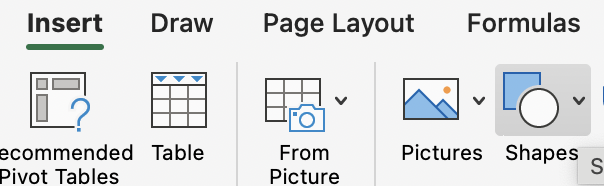 Insert Draw Page Layout Formulas
ecommended Table From Pictures Shapes
Pivot Tables Picture S